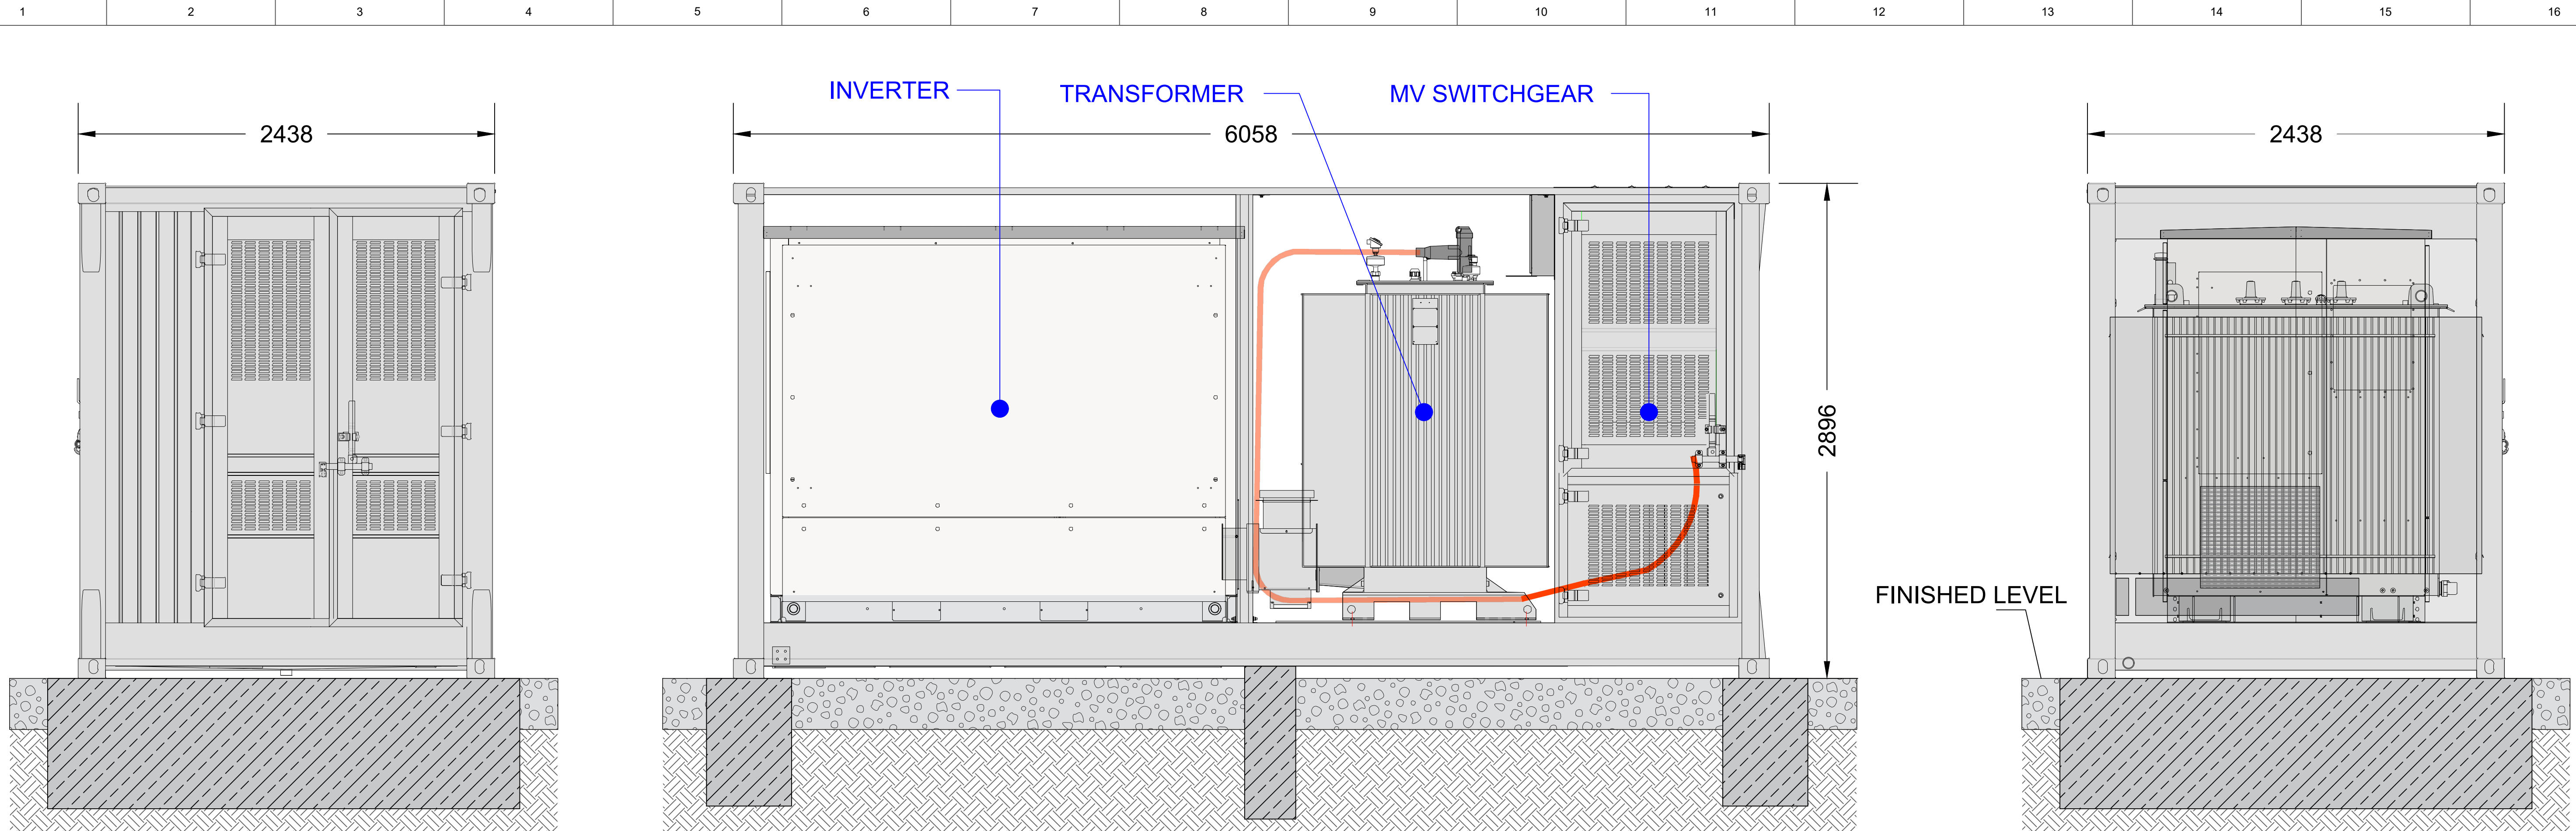 1 2 3 4 5 6 7 8 9 10 11 12 13 14 15 16
INVERTER
TRANSFORMER
MV SWITCHGEAR
2438
6058
2438
2896
FINISHED LEVEL